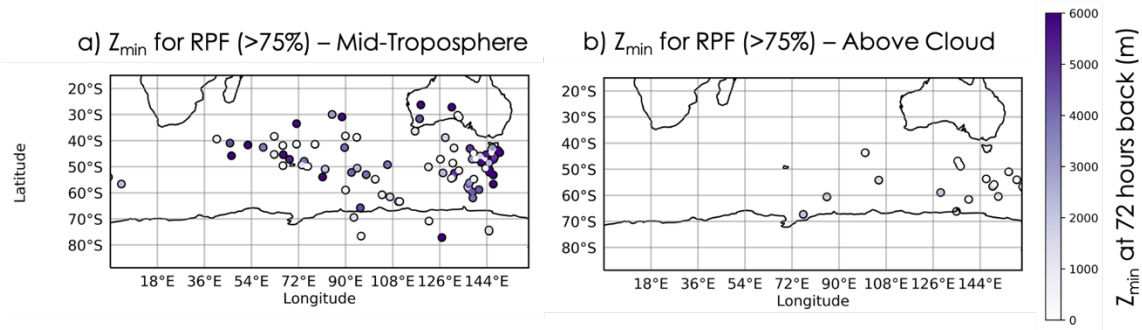 a) Zmin for RPF (>75%) – Mid-Troposphere
20°S
30°S
40°S
50°S
60°S
70°S
80°S
Latitude
18°E 36°E 54°E 72°E 90°E 108°E 126°E 144°E
Longitude
b) Zmin for RPF (>75%) – Above Cloud
20°S
30°S
40°S
50°S
60°S
70°S
80°S
18°E 36°E 54°E 72°E 90°E 108°E 126°E 144°E
Longitude
6000
5000
4000
3000
2000
1000
0
Zmin at 72 hours back (m)